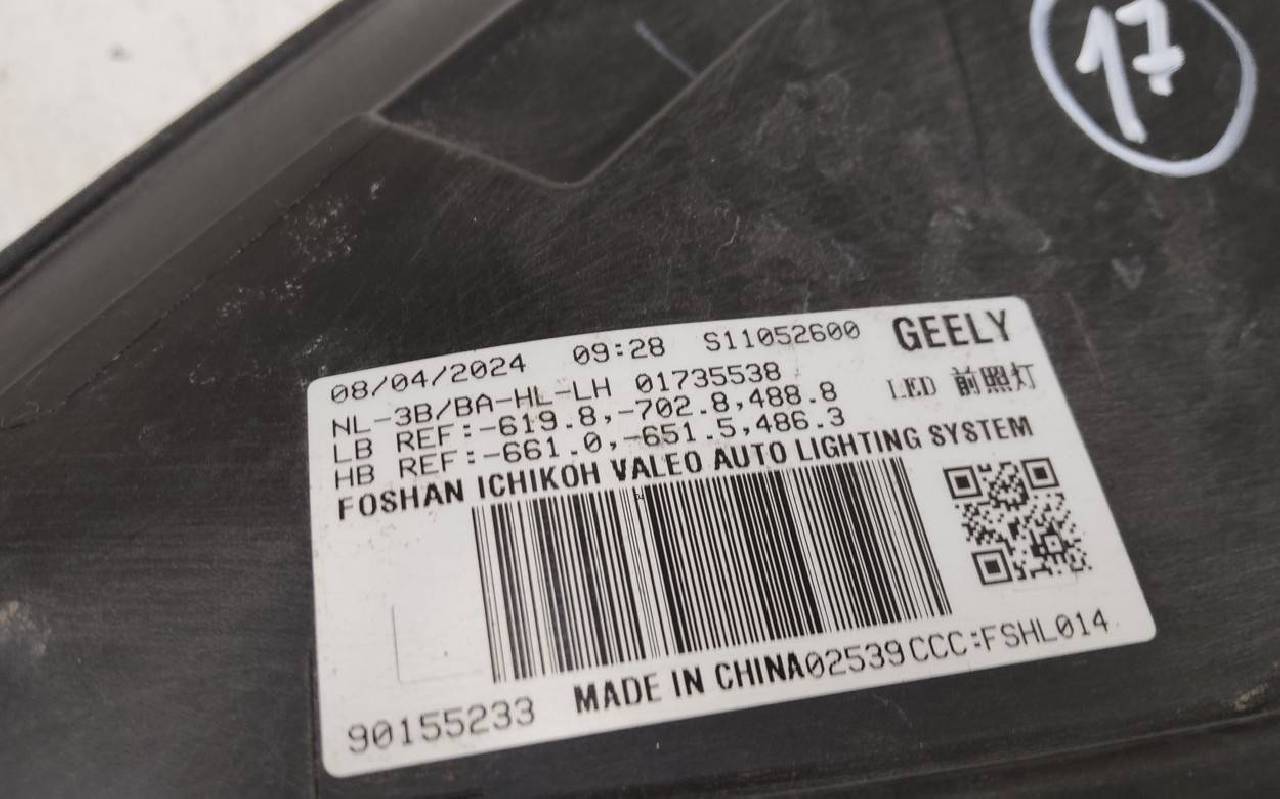 17
08/04/2024 09:28 S11052600 GEELY
NL-3B/BA-HL-LH 01735538
LED 前照灯
LB REF:-619.8,-702.8,488.8
HB REF:-661.0,-651.5,486.3
FOSHAN ICHIKOH VALEO AUTO LIGHTING SYSTEM
90155233 MADE IN CHINA 02539 CCC:FSHL014